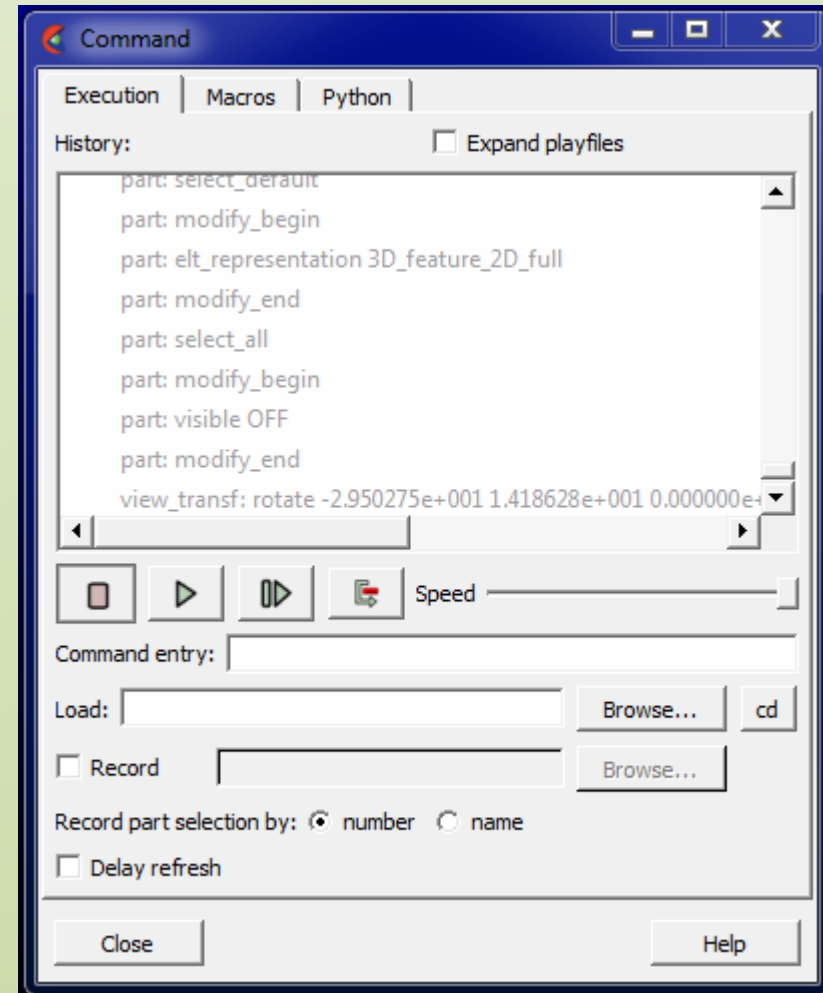 Command
Execution Macros Python
History: Expand playfiles
part: select_default
part: modify_begin
part: elt_representation 3D_feature_2D_full
part: modify_end
part: select_all
part: modify_begin
part: visible OFF
part: modify_end
view_transf: rotate -2.950275e+001 1.418628e+001 0.000000e+
Speed
Command entry:
Load: Browse... cd
Record Browse...
Record part selection by: number name
Delay refresh
Close Help